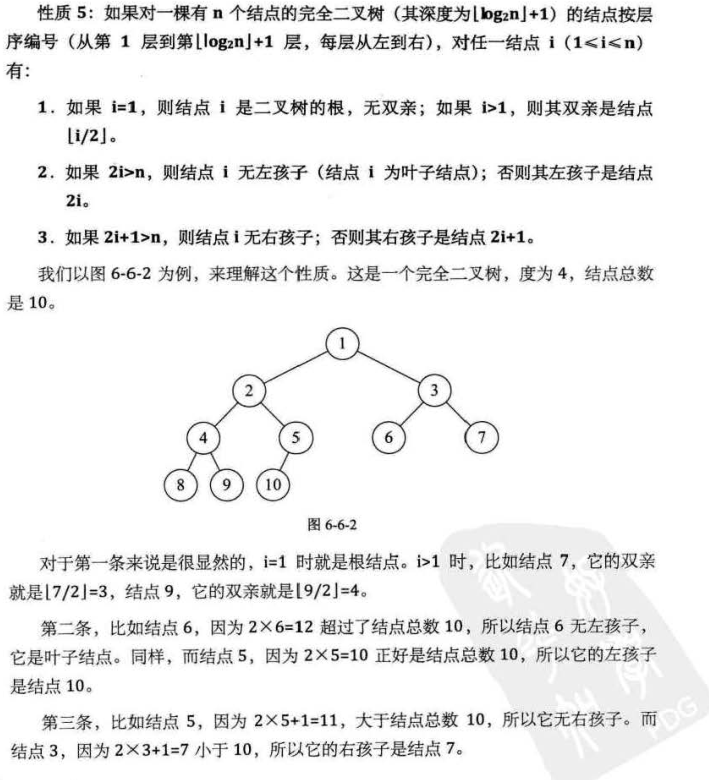 性质 5：如果对一棵有 n 个结点的完全二叉树（其深度为⌊log₂n⌋+1）的结点按层
序编号（从第 1 层到第⌊log₂n⌋+1 层，每层从左到右），对任一结点 i（1≤i≤n）
有：
1．如果 i=1，则结点 i 是二叉树的根，无双亲；如果 i>1，则其双亲是结点
⌊i/2⌋。
2．如果 2i>n，则结点 i 无左孩子（结点 i 为叶子结点）；否则其左孩子是结点
2i。
3．如果 2i+1>n，则结点 i 无右孩子；否则其右孩子是结点 2i+1。
我们以图 6-6-2 为例，来理解这个性质。这是一个完全二叉树，度为 4，结点总数
是 10。
1
2 3
4 5 6 7
8 9 10
图 6-6-2
对于第一条来说是很显然的，i=1 时就是根结点。i>1 时，比如结点 7，它的双亲
就是⌊7/2⌋=3，结点 9，它的双亲就是⌊9/2⌋=4。
第二条，比如结点 6，因为 2×6=12 超过了结点总数 10，所以结点 6 无左孩子，
它是叶子结点。同样，而结点 5，因为 2×5=10 正好是结点总数 10，所以它的左孩子
是结点 10。
第三条，比如结点 5，因为 2×5+1=11，大于结点总数 10，所以它无右孩子。而
结点 3，因为 2×3+1=7 小于 10，所以它的右孩子是结点 7。
PDG